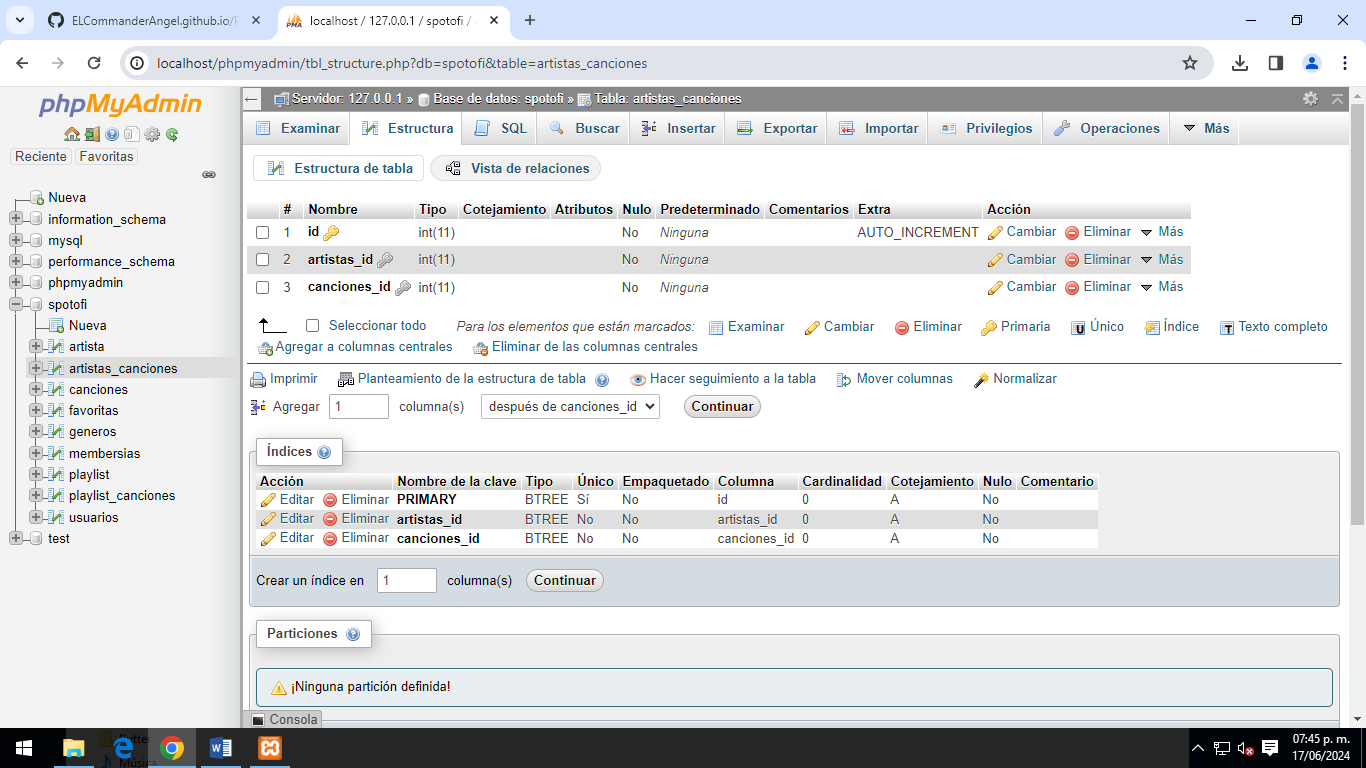 ELCommanderAngel.github.io/F
localhost / 127.0.0.1 / spotofi /
localhost/phpmyadmin/tbl_structure.php?db=spotofi&table=artistas_canciones
phpMyAdmin
Reciente Favoritas
Nueva
information_schema
mysql
performance_schema
phpmyadmin
spotofi
Nueva
artista
artistas_canciones
canciones
favoritas
generos
membersias
playlist
playlist_canciones
usuarios
test
Servidor: 127.0.0.1 » Base de datos: spotofi » Tabla: artistas_canciones
Examinar Estructura SQL Buscar Insertar Exportar Importar Privilegios Operaciones Más
Estructura de tabla Vista de relaciones
# Nombre Tipo Cotejamiento Atributos Nulo Predeterminado Comentarios Extra Acción
1 id int(11) No Ninguna AUTO_INCREMENT Cambiar Eliminar Más
2 artistas_id int(11) No Ninguna Cambiar Eliminar Más
3 canciones_id int(11) No Ninguna Cambiar Eliminar Más
Seleccionar todo Para los elementos que están marcados: Examinar Cambiar Eliminar Primaria Único Índice Texto completo
Agregar a columnas centrales Eliminar de las columnas centrales
Imprimir Planteamiento de la estructura de tabla Hacer seguimiento a la tabla Mover columnas Normalizar
Agregar 1 columna(s) después de canciones_id Continuar
Índices
Acción Nombre de la clave Tipo Único Empaquetado Columna Cardinalidad Cotejamiento Nulo Comentario
Editar Eliminar PRIMARY BTREE Sí No id 0 A No
Editar Eliminar artistas_id BTREE No No artistas_id 0 A No
Editar Eliminar canciones_id BTREE No No canciones_id 0 A No
Crear un índice en 1 columna(s) Continuar
Particiones
¡Ninguna partición definida!
Consola
Música
07:45 p. m.
17/06/2024